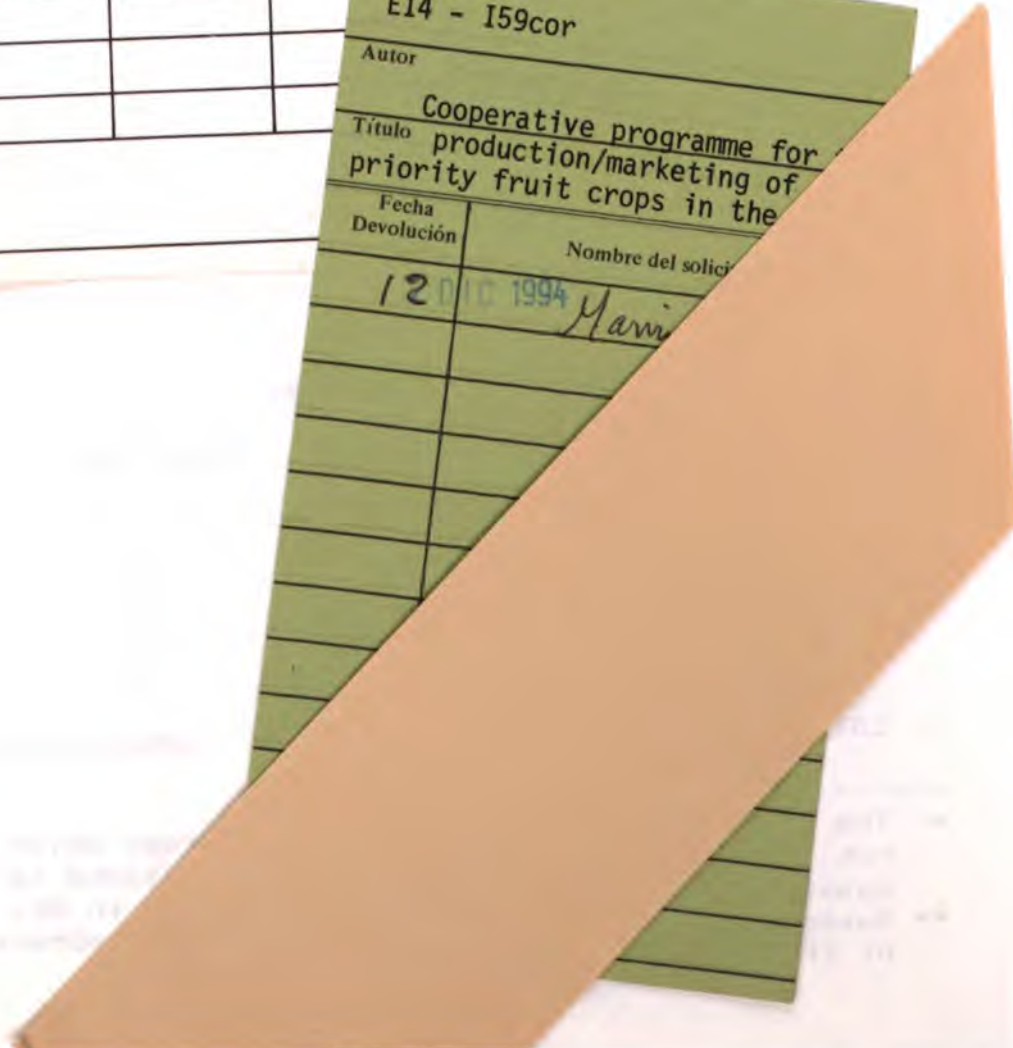 E14 - I59cor
Autor
Cooperative programme for
Título production/marketing of
priority fruit crops in the
Fecha
Devolución
Nombre del solici
12 DIC 1994